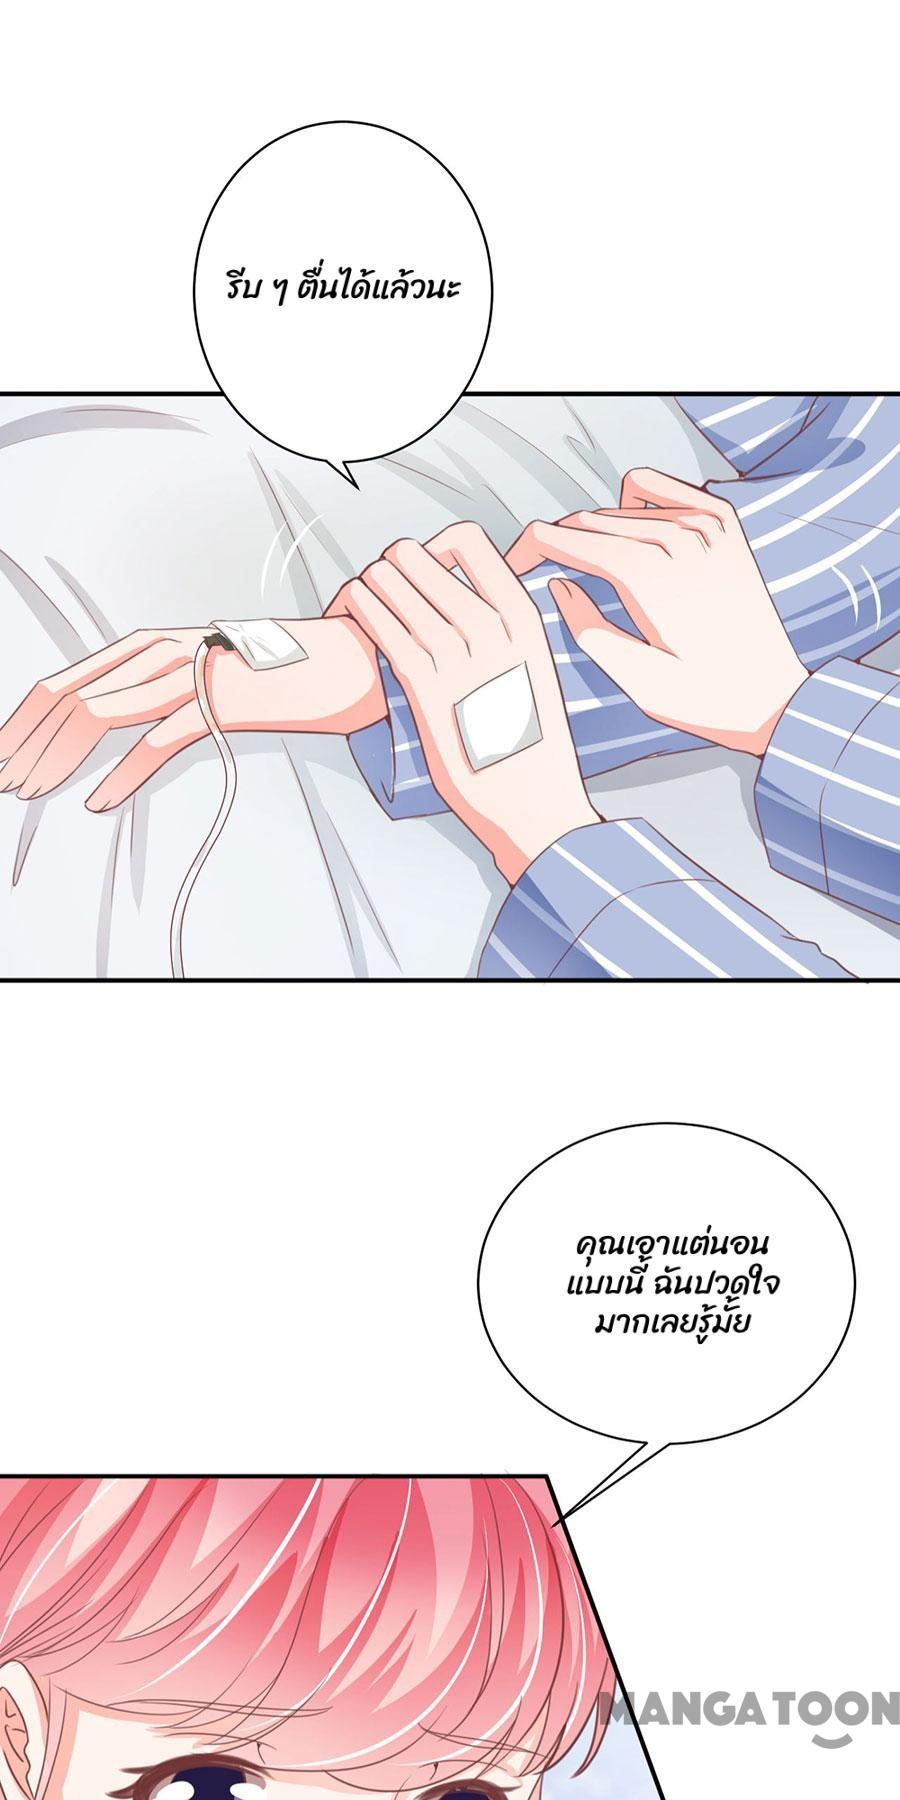 รีบ ๆ ตื่นได้แล้วนะ
คุณเอาแต่นอน
แบบนี้ ฉันปวดใจ
มากเลยรู้มั้ย
MANGATOON